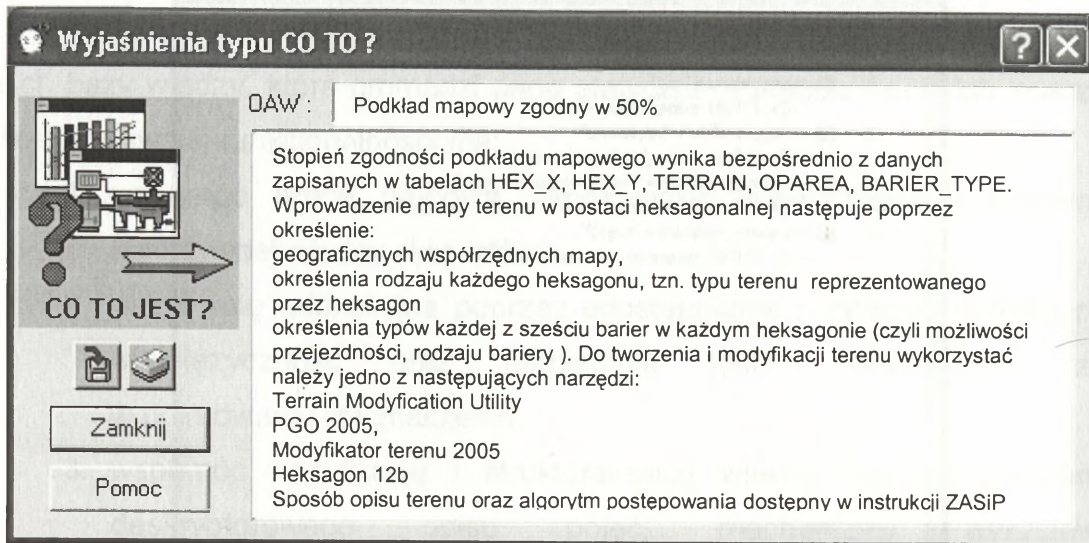 Wyjaśnienia typu CO TO ?
OAW : Podkład mapowy zgodny w 50%
Stopień zgodności podkładu mapowego wynika bezpośrednio z danych
zapisanych w tabelach HEX_X, HEX_Y, TERRAIN, OPAREA, BARIER_TYPE.
Wprowadzenie mapy terenu w postaci heksagonalnej następuje poprzez
określenie:
geograficznych współrzędnych mapy,
określenia rodzaju każdego heksagonu, tzn. typu terenu reprezentowanego
przez heksagon
określenia typów każdej z sześciu barier w każdym heksagonie (czyli możliwości
przejezdności, rodzaju bariery ). Do tworzenia i modyfikacji terenu wykorzystać
należy jedno z następujących narzędzi:
Terrain Modyfication Utility
PGO 2005,
Modyfikator terenu 2005
Heksagon 12b
Sposób opisu terenu oraz algorytm postępowania dostępny w instrukcji ZASiP
CO TO JEST?
Zamknij
Pomoc